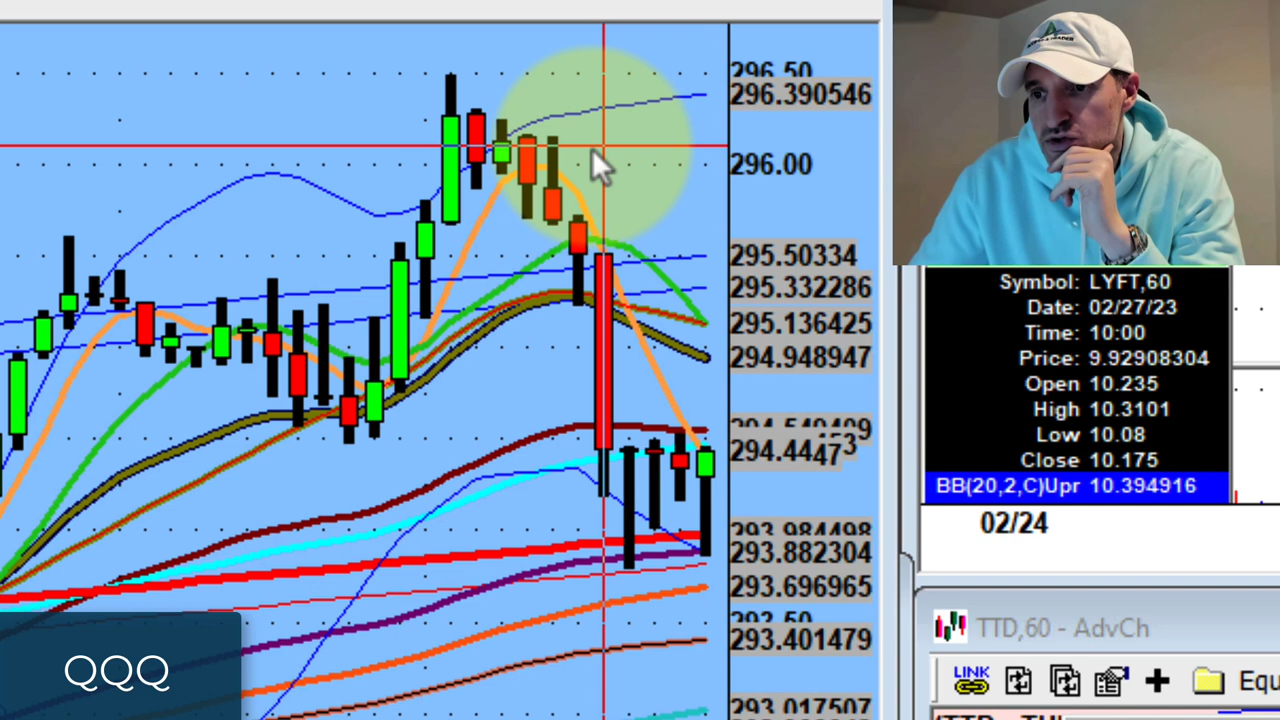 296.50
296.390546
296.00
295.50334
295.332286
295.136425
294.948947
294.4447
293.984498
293.882304
293.696965
293.401479
293.017507
QQQ
Symbol: LYFT,60
Date: 02/27/23
Time: 10:00
Price: 9.92908304
Open 10.235
High 10.3101
Low 10.08
Close 10.175
BB(20,2,C)Upr 10.394916
02/24
TTD,60 - AdvCh
LINK
Equ